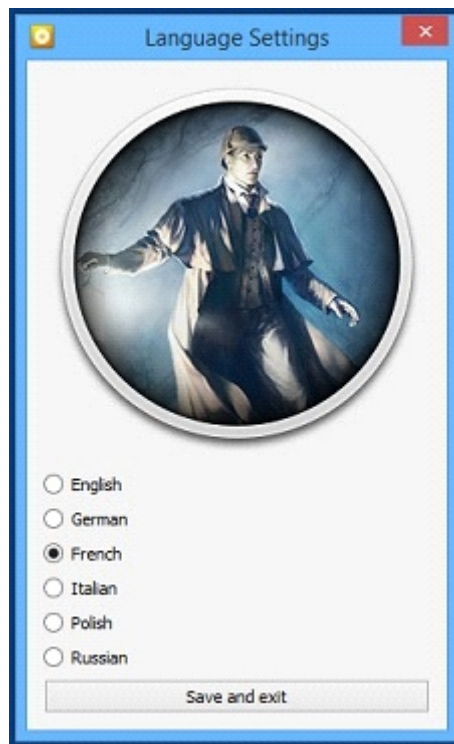 Language Settings
English
German
French
Italian
Polish
Russian
Save and exit